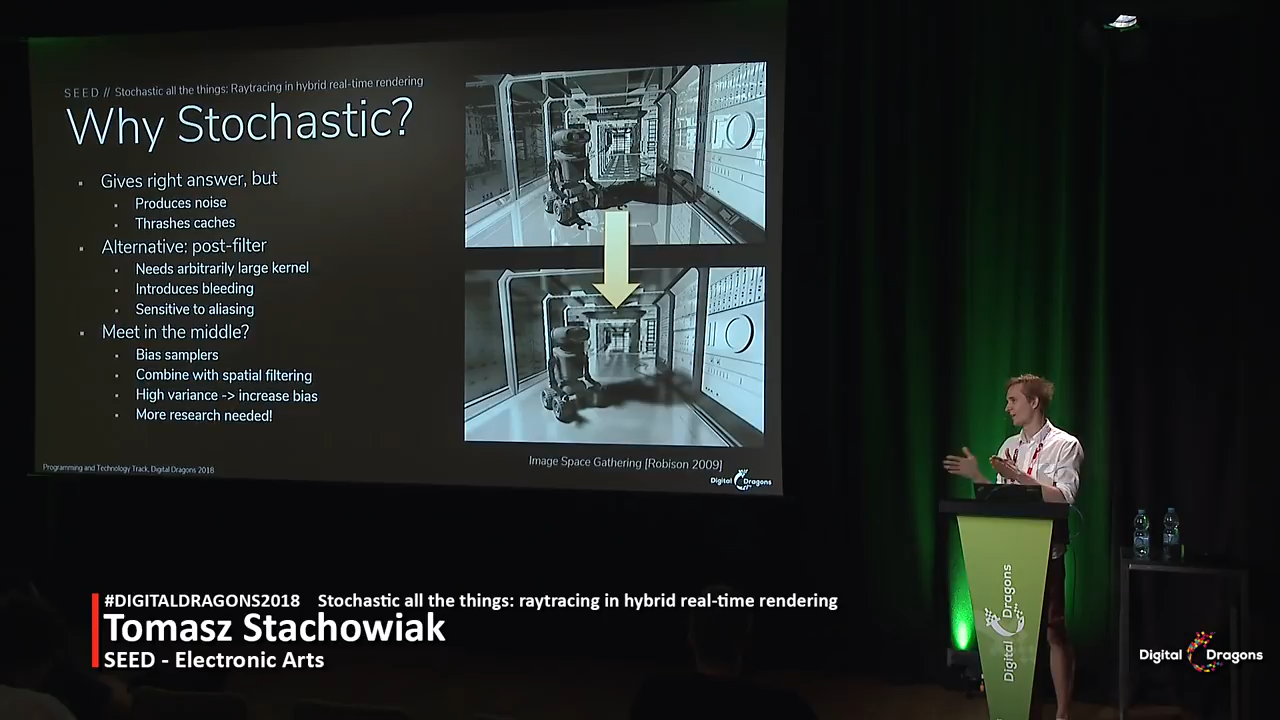 SEED // Stochastic all the things: Raytracing in hybrid real-time rendering
Why Stochastic?
Gives right answer, but
Produces noise
Thrashes caches
Alternative: post-filter
Needs arbitrarily large kernel
Introduces bleeding
Sensitive to aliasing
Meet in the middle?
Bias samplers
Combine with spatial filtering
High variance -> increase bias
More research needed!
Image Space Gathering [Robison 2009]
Programming and Technology Track, Digital Dragons 2018
Digital Dragons
Digital Dragons
#DIGITALDRAGONS2018 Stochastic all the things: raytracing in hybrid real-time rendering
Tomasz Stachowiak
SEED - Electronic Arts
Digital Dragons